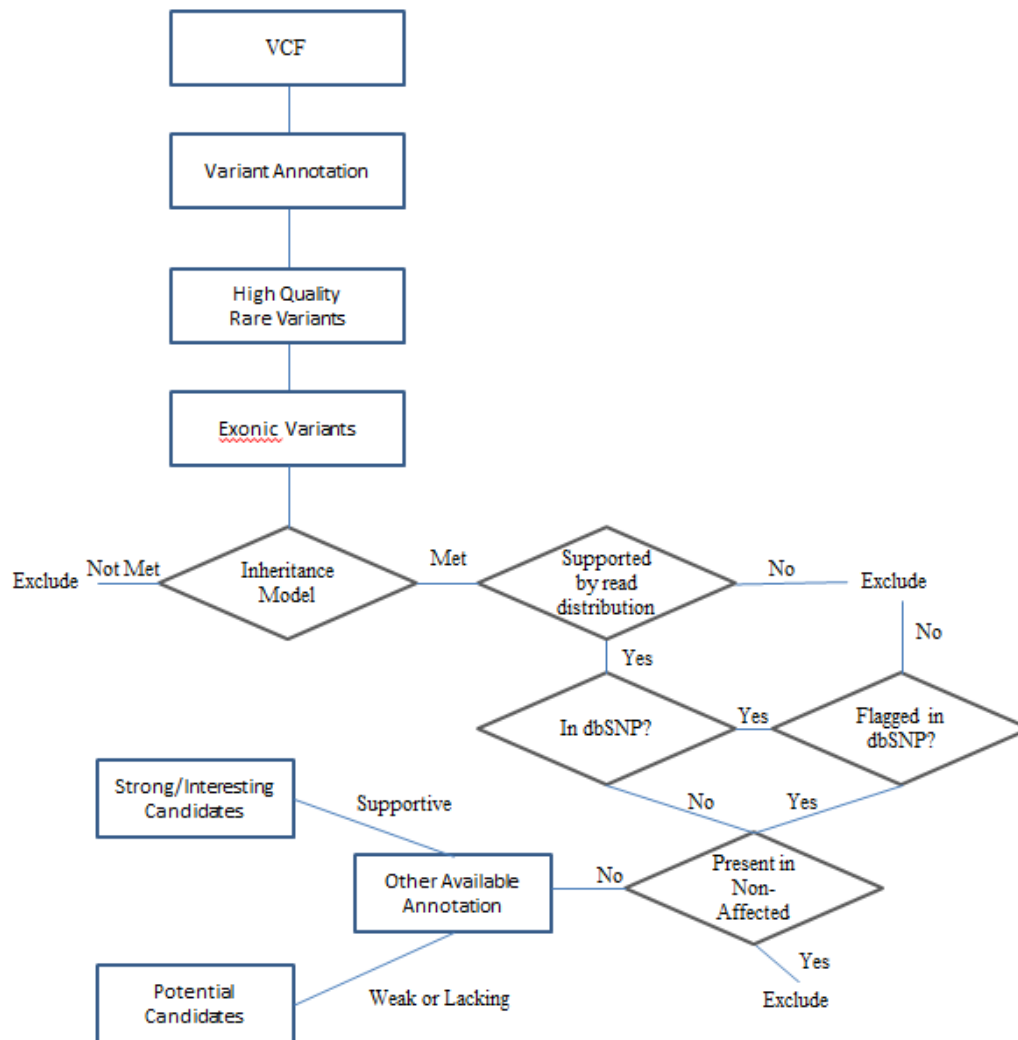 VCF
Variant Annotation
High Quality
Rare Variants
Exonic Variants
Exclude
Not Met
Inheritance
Model
Met
Supported
by read
distribution
No
Exclude
No
Yes
In dbSNP?
Yes
Flagged in
dbSNP?
No
Yes
Strong/Interesting
Candidates
Supportive
Other Available
Annotation
No
Present in
Non-
Affected
Yes
Exclude
Weak or Lacking
Potential
Candidates